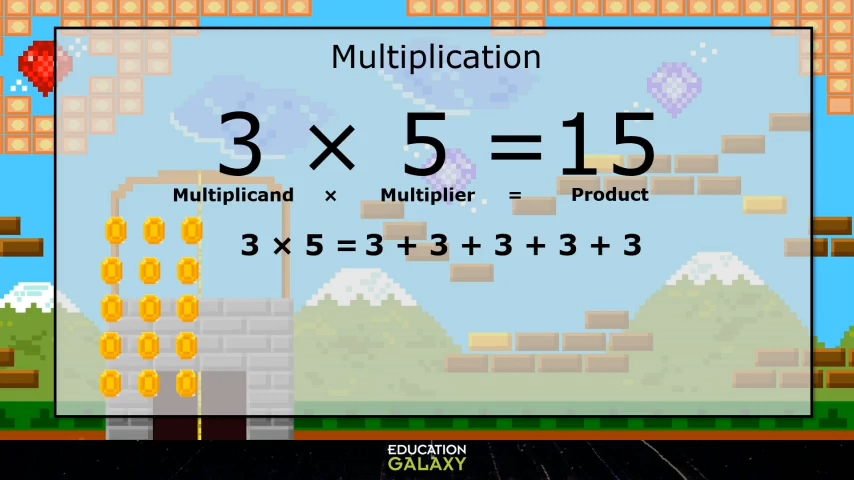 Multiplication
3 × 5 = 15
Multiplicand × Multiplier = Product
3 × 5 = 3 + 3 + 3 + 3 + 3
EDUCATION
GALAXY